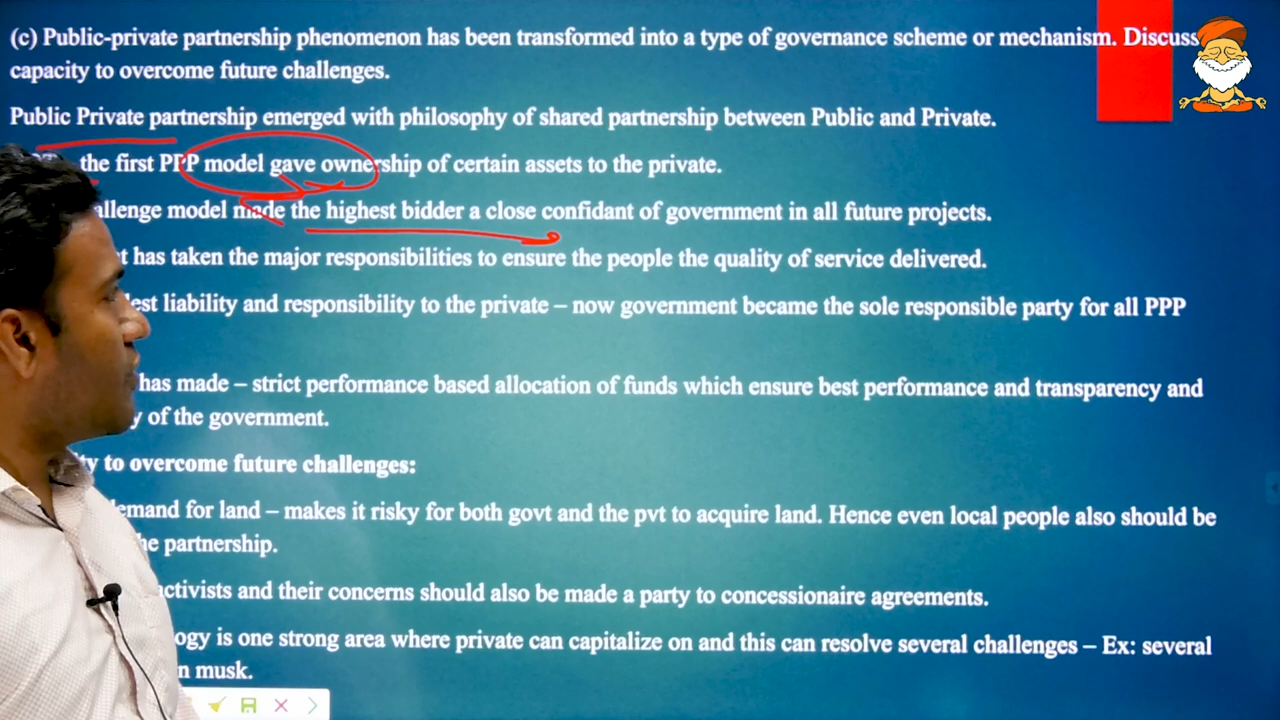 (c) Public-private partnership phenomenon has been transformed into a type of governance scheme or mechanism. Discuss
capacity to overcome future challenges.
Public Private partnership emerged with philosophy of shared partnership between Public and Private.
the first PPP model gave ownership of certain assets to the private.
allenge model made the highest bidder a close confidant of government in all future projects.
t has taken the major responsibilities to ensure the people the quality of service delivered.
lest liability and responsibility to the private – now government became the sole responsible party for all PPP
has made – strict performance based allocation of funds which ensure best performance and transparency and
y of the government.
ty to overcome future challenges:
emand for land – makes it risky for both govt and the pvt to acquire land. Hence even local people also should be
he partnership.
activists and their concerns should also be made a party to concessionaire agreements.
ogy is one strong area where private can capitalize on and this can resolve several challenges – Ex: several
n musk.